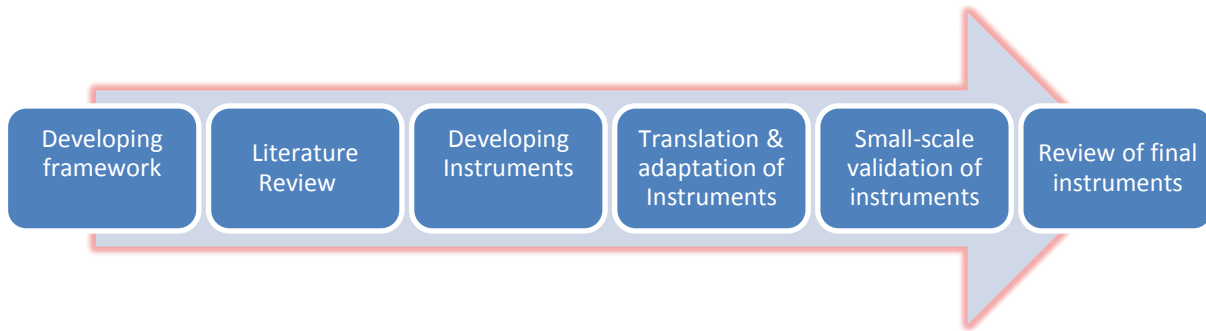 Developing
framework
Literature
Review
Developing
Instruments
Translation &
adaptation of
Instruments
Small-scale
validation of
instruments
Review of final
instruments